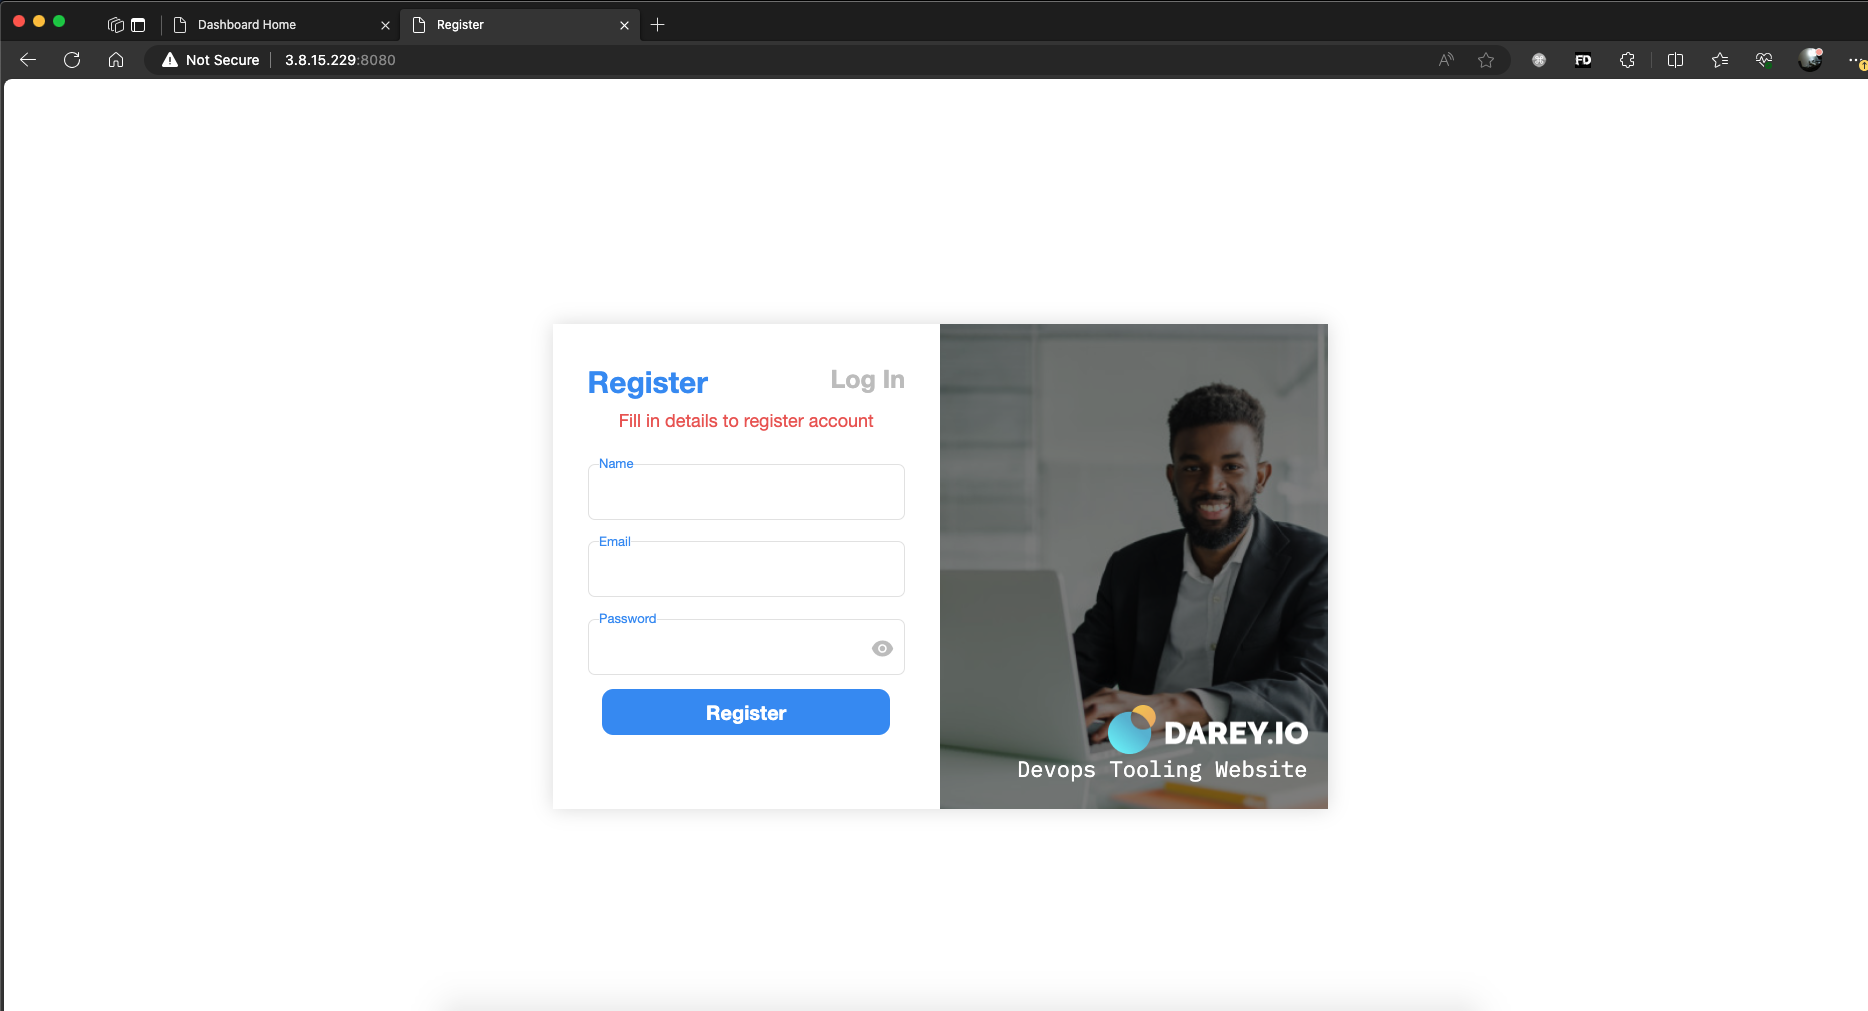 Dashboard Home
Register
Not Secure
3.8.15.229:8080
FD
Register
Log In
Fill in details to register account
Name
Email
Password
Register
DAREY.IO
Devops Tooling Website